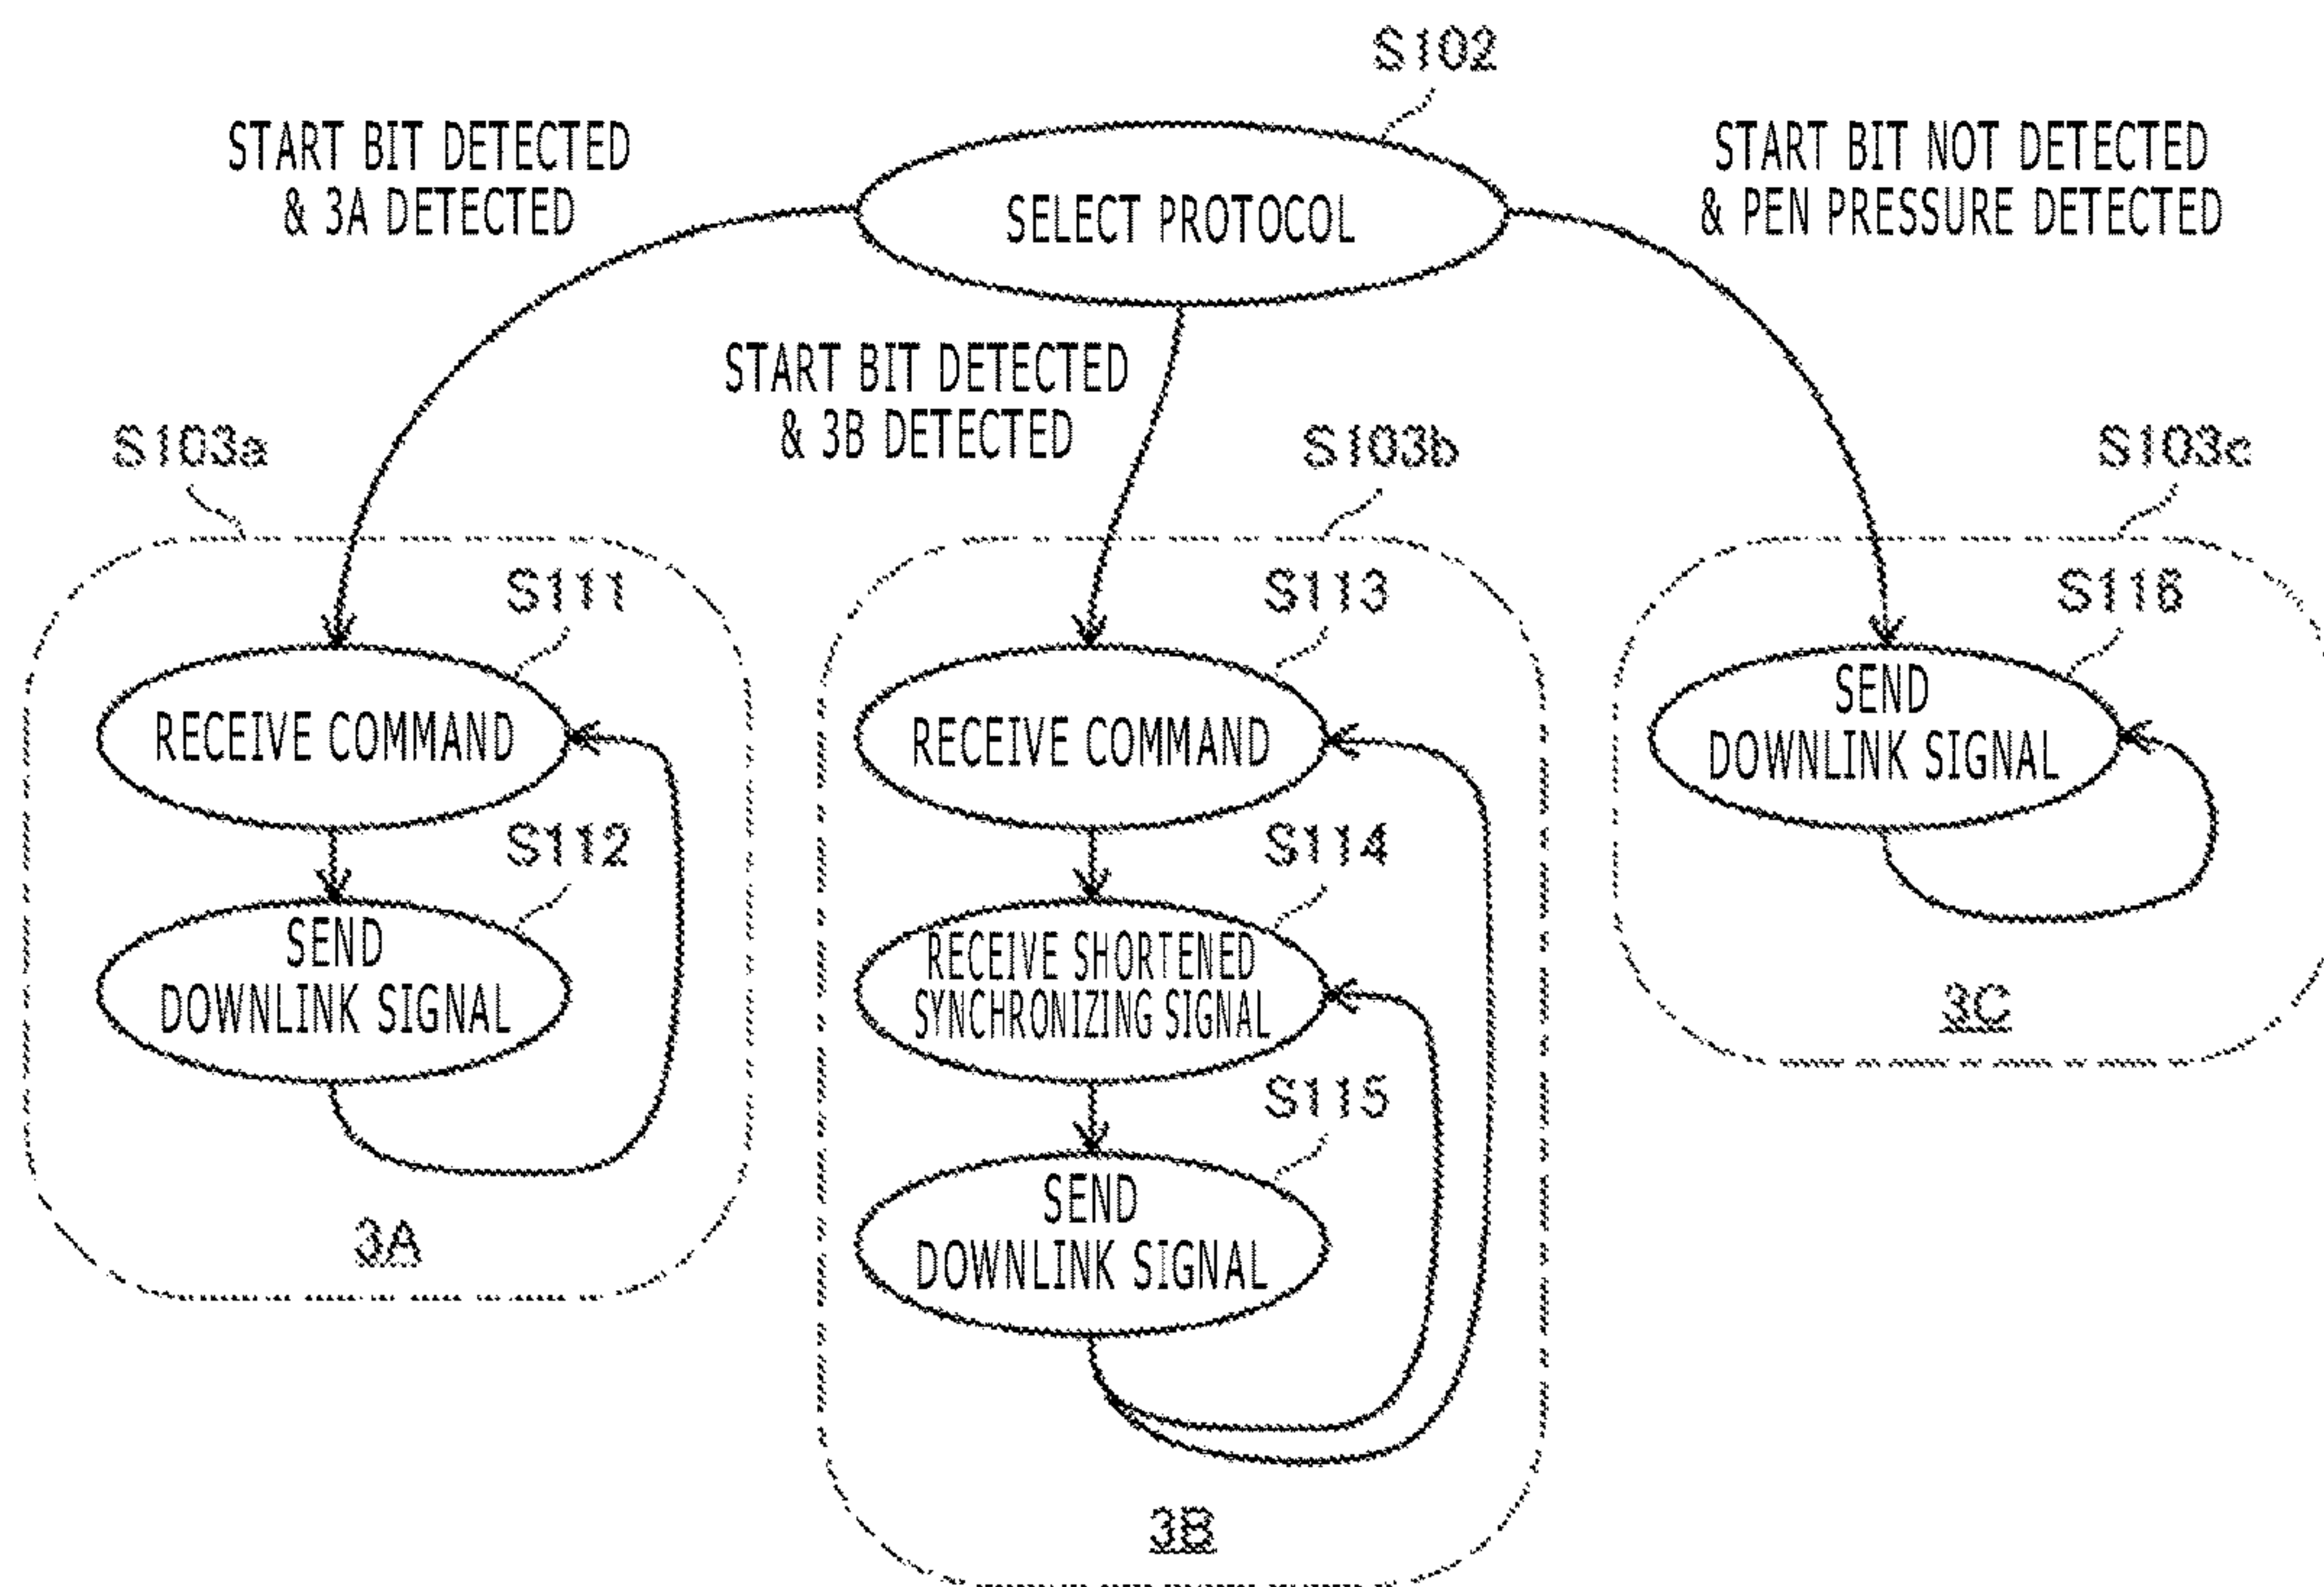 S102
START BIT DETECTED
& 3A DETECTED
SELECT PROTOCOL
START BIT NOT DETECTED
& PEN PRESSURE DETECTED
START BIT DETECTED
& 3B DETECTED
S103a
S103b
S103c
S111
RECEIVE COMMAND
S112
SEND
DOWNLINK SIGNAL
3A
S113
RECEIVE COMMAND
S114
RECEIVE SHORTENED
SYNCHRONIZING SIGNAL
S115
SEND
DOWNLINK SIGNAL
3B
S116
SEND
DOWNLINK SIGNAL
3C